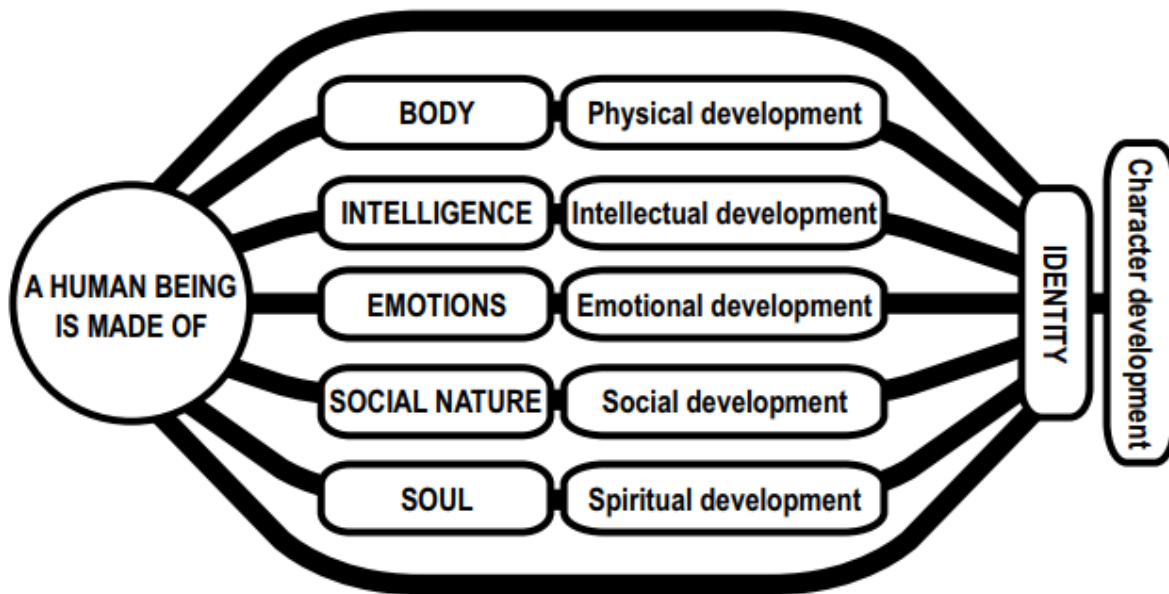 A HUMAN BEING
IS MADE OF
BODY
Physical development
INTELLIGENCE
Intellectual development
EMOTIONS
Emotional development
SOCIAL NATURE
Social development
SOUL
Spiritual development
IDENTITY
Character development